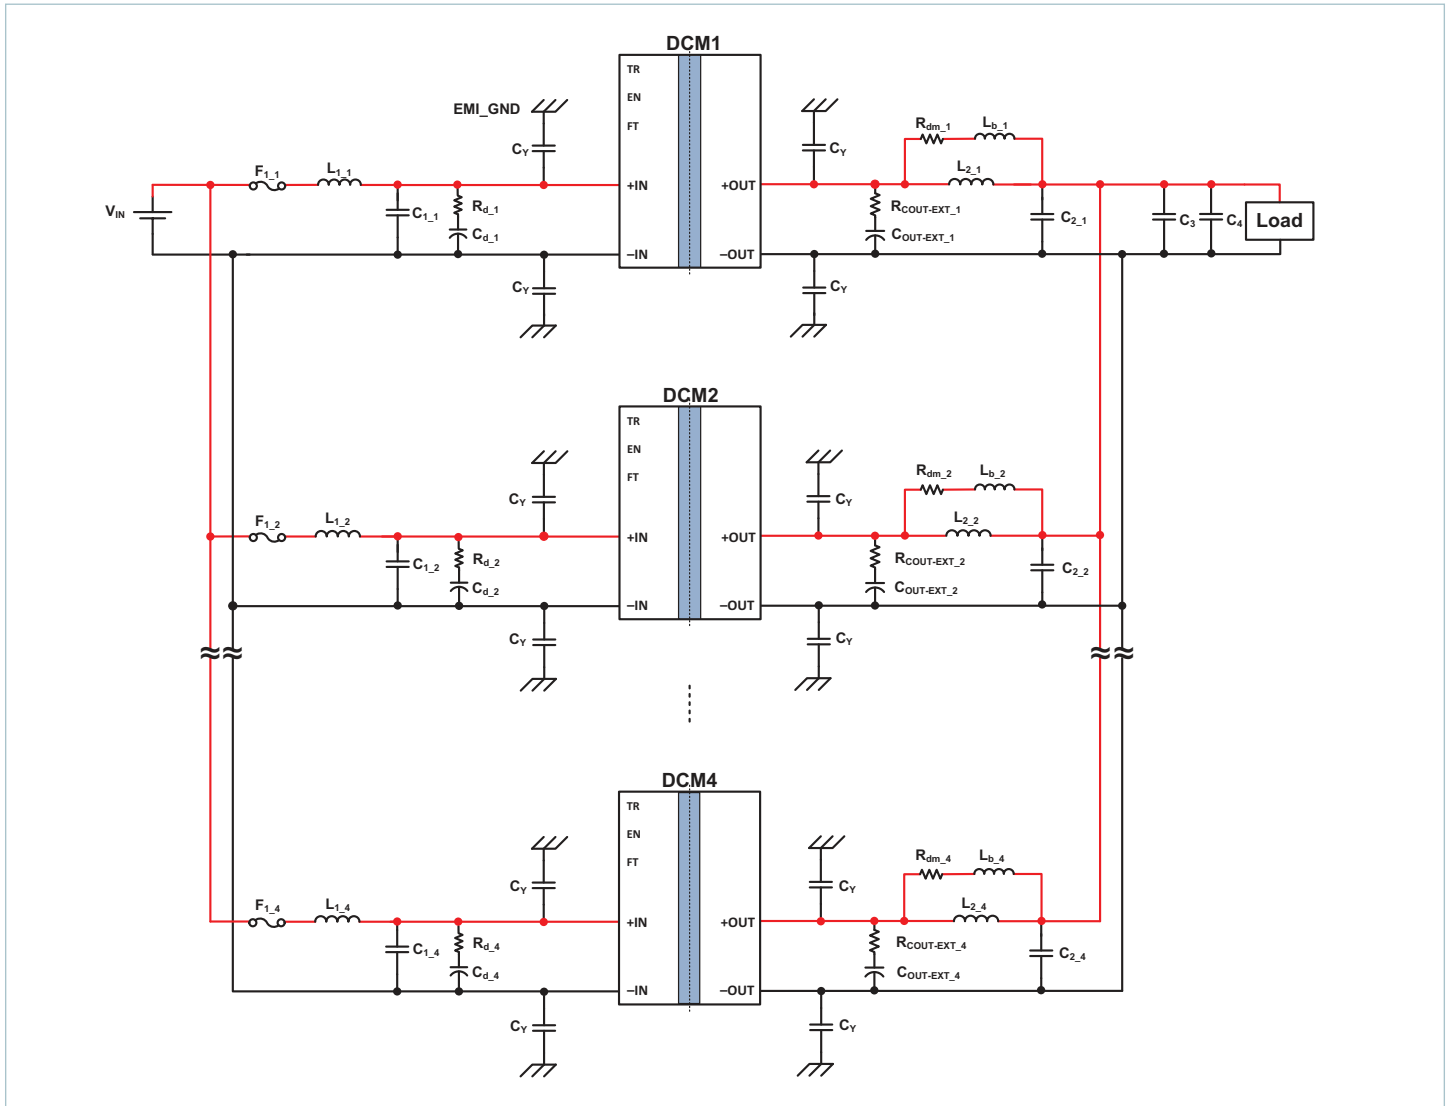 DCM1
TR
EN
FT
+IN
–IN
+OUT
–OUT
EMI_GND
CY
CY
CY
CY
VIN
F1_1
L1_1
C1_1
Rd_1
Cd_1
Rdm_1
Lb_1
L2_1
RCOUT-EXT_1
COUT-EXT_1
C2_1
C3
C4
Load
DCM2
TR
EN
FT
+IN
–IN
+OUT
–OUT
CY
CY
CY
CY
F1_2
L1_2
C1_2
Rd_2
Cd_2
Rdm_2
Lb_2
L2_2
RCOUT-EXT_2
COUT-EXT_2
C2_2
DCM4
TR
EN
FT
+IN
–IN
+OUT
–OUT
CY
CY
CY
CY
F1_4
L1_4
C1_4
Rd_4
Cd_4
Rdm_4
Lb_4
L2_4
RCOUT-EXT_4
COUT-EXT_4
C2_4